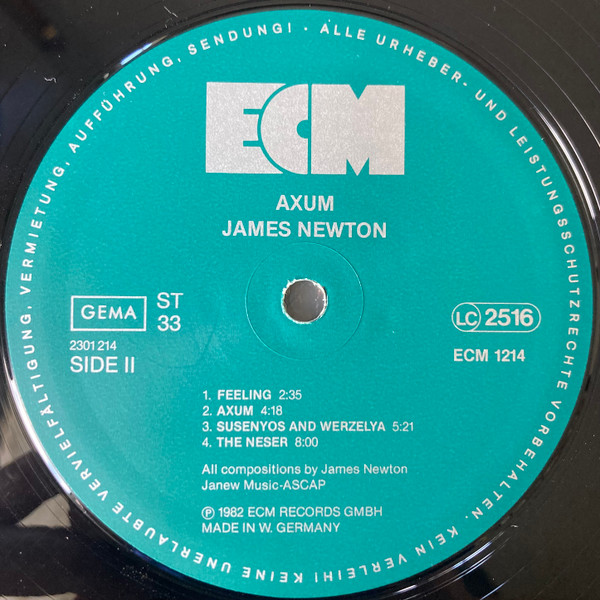 ALLE URHEBER- UND LEISTUNGSSCHUTZRECHTE VORBEHALTEN. KEIN VERLEIH! KEINE UNERLAUBTE VERVIELFÄLTIGUNG, VERMIETUNG, AUFFÜHRUNG, SENDUNG! ·
ECM
AXUM
JAMES NEWTON
GEMA
ST
33
LC 2516
2301 214
SIDE II
ECM 1214
1. FEELING 2:35
2. AXUM 4:18
3. SUSENYOS AND WERZELYA 5:21
4. THE NESER 8:00
All compositions by James Newton
Janew Music-ASCAP
℗ 1982 ECM RECORDS GMBH
MADE IN W. GERMANY